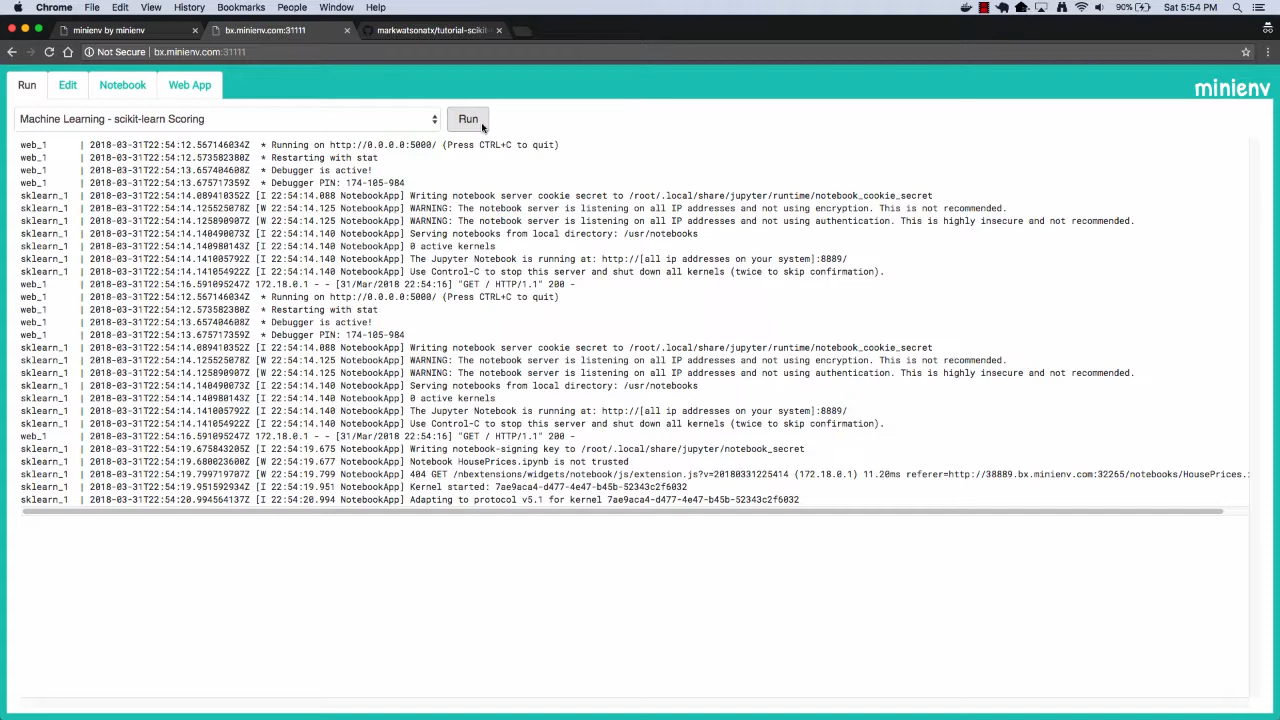 Chrome File Edit View History Bookmarks People Window Help 90% Sat 5:54 PM
minienv by minienv bx.minienv.com:31111 markwatsonatx/tutorial-scikit-
Not Secure bx.minienv.com:31111
Run Edit Notebook Web App minienv
Machine Learning - scikit-learn Scoring Run
web_1 | 2018-03-31T22:54:12.567146034Z * Running on http://0.0.0.0:5000/ (Press CTRL+C to quit)
web_1 | 2018-03-31T22:54:12.573582380Z * Restarting with stat
web_1 | 2018-03-31T22:54:13.657404608Z * Debugger is active!
web_1 | 2018-03-31T22:54:13.675717359Z * Debugger PIN: 174-105-984
sklearn_1 | 2018-03-31T22:54:14.089410352Z [I 22:54:14.088 NotebookApp] Writing notebook server cookie secret to /root/.local/share/jupyter/runtime/notebook_cookie_secret
sklearn_1 | 2018-03-31T22:54:14.125525078Z [W 22:54:14.125 NotebookApp] WARNING: The notebook server is listening on all IP addresses and not using encryption. This is not recommended.
sklearn_1 | 2018-03-31T22:54:14.125890907Z [W 22:54:14.125 NotebookApp] WARNING: The notebook server is listening on all IP addresses and not using authentication. This is highly insecure and not recommended.
sklearn_1 | 2018-03-31T22:54:14.140490073Z [I 22:54:14.140 NotebookApp] Serving notebooks from local directory: /usr/notebooks
sklearn_1 | 2018-03-31T22:54:14.140980143Z [I 22:54:14.140 NotebookApp] 0 active kernels
sklearn_1 | 2018-03-31T22:54:14.141005792Z [I 22:54:14.140 NotebookApp] The Jupyter Notebook is running at: http://[all ip addresses on your system]:8889/
sklearn_1 | 2018-03-31T22:54:14.141054922Z [I 22:54:14.140 NotebookApp] Use Control-C to stop this server and shut down all kernels (twice to skip confirmation).
web_1 | 2018-03-31T22:54:16.591095247Z 172.18.0.1 - - [31/Mar/2018 22:54:16] "GET / HTTP/1.1" 200 -
web_1 | 2018-03-31T22:54:12.567146034Z * Running on http://0.0.0.0:5000/ (Press CTRL+C to quit)
web_1 | 2018-03-31T22:54:12.573582380Z * Restarting with stat
web_1 | 2018-03-31T22:54:13.657404608Z * Debugger is active!
web_1 | 2018-03-31T22:54:13.675717359Z * Debugger PIN: 174-105-984
sklearn_1 | 2018-03-31T22:54:14.089410352Z [I 22:54:14.088 NotebookApp] Writing notebook server cookie secret to /root/.local/share/jupyter/runtime/notebook_cookie_secret
sklearn_1 | 2018-03-31T22:54:14.125525078Z [W 22:54:14.125 NotebookApp] WARNING: The notebook server is listening on all IP addresses and not using encryption. This is not recommended.
sklearn_1 | 2018-03-31T22:54:14.125890907Z [W 22:54:14.125 NotebookApp] WARNING: The notebook server is listening on all IP addresses and not using authentication. This is highly insecure and not recommended.
sklearn_1 | 2018-03-31T22:54:14.140490073Z [I 22:54:14.140 NotebookApp] Serving notebooks from local directory: /usr/notebooks
sklearn_1 | 2018-03-31T22:54:14.140980143Z [I 22:54:14.140 NotebookApp] 0 active kernels
sklearn_1 | 2018-03-31T22:54:14.141005792Z [I 22:54:14.140 NotebookApp] The Jupyter Notebook is running at: http://[all ip addresses on your system]:8889/
sklearn_1 | 2018-03-31T22:54:14.141054922Z [I 22:54:14.140 NotebookApp] Use Control-C to stop this server and shut down all kernels (twice to skip confirmation).
web_1 | 2018-03-31T22:54:16.591095247Z 172.18.0.1 - - [31/Mar/2018 22:54:16] "GET / HTTP/1.1" 200 -
sklearn_1 | 2018-03-31T22:54:19.675843205Z [I 22:54:19.675 NotebookApp] Writing notebook-signing key to /root/.local/share/jupyter/notebook_secret
sklearn_1 | 2018-03-31T22:54:19.680023600Z [W 22:54:19.677 NotebookApp] Notebook HousePrices.ipynb is not trusted
sklearn_1 | 2018-03-31T22:54:19.799719787Z [W 22:54:19.799 NotebookApp] 404 GET /nbextensions/widgets/notebook/js/extension.js?v=20180331225414 (172.18.0.1) 11.20ms referer=http://38889.bx.minienv.com:32265/notebooks/HousePrices.i
sklearn_1 | 2018-03-31T22:54:19.951592934Z [I 22:54:19.951 NotebookApp] Kernel started: 7ae9aca4-d477-4e47-b45b-52343c2f6032
sklearn_1 | 2018-03-31T22:54:20.994564137Z [I 22:54:20.994 NotebookApp] Adapting to protocol v5.1 for kernel 7ae9aca4-d477-4e47-b45b-52343c2f6032